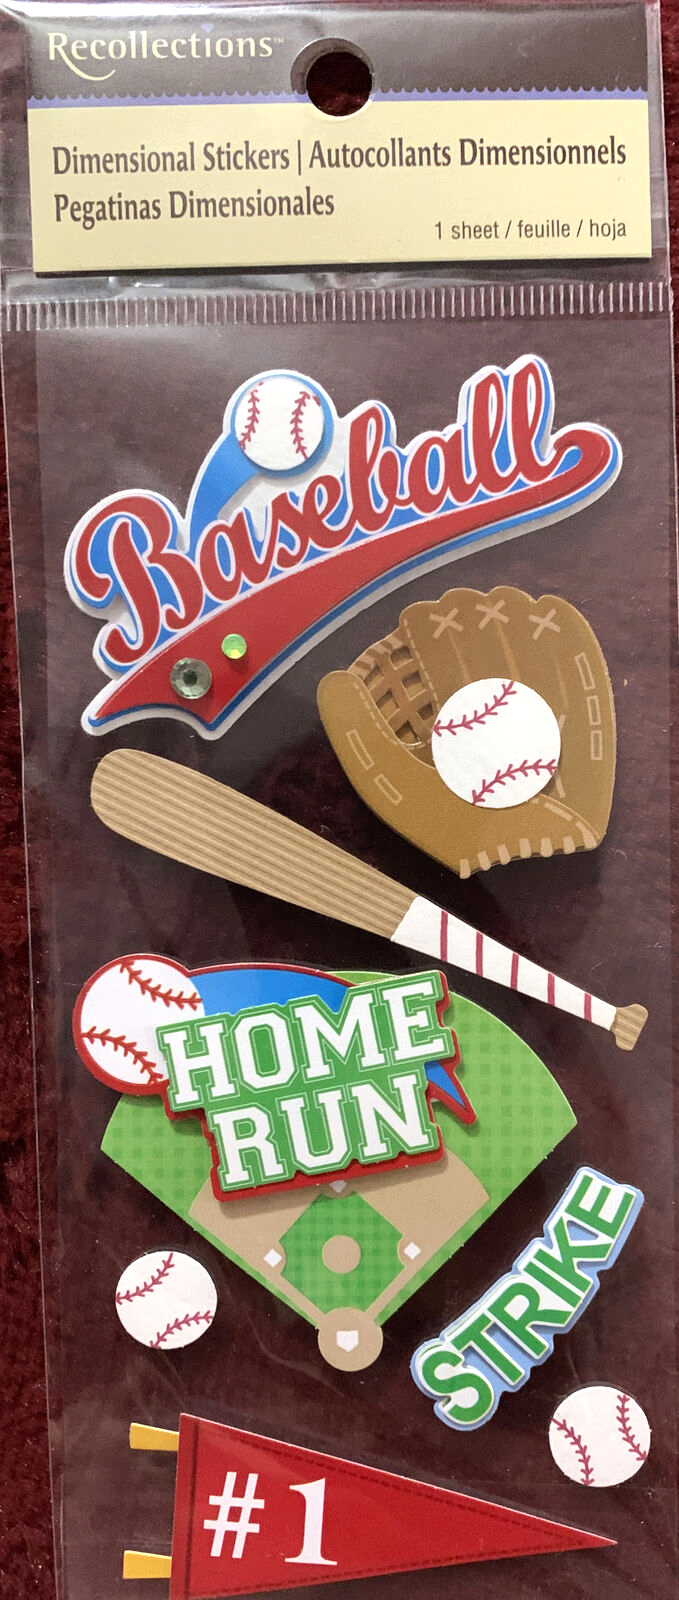 Recollections™
Dimensional Stickers | Autocollants Dimensionnels
Pegatinas Dimensionales
1 sheet / feuille / hoja
Baseball
HOME
RUN
STRIKE
#1